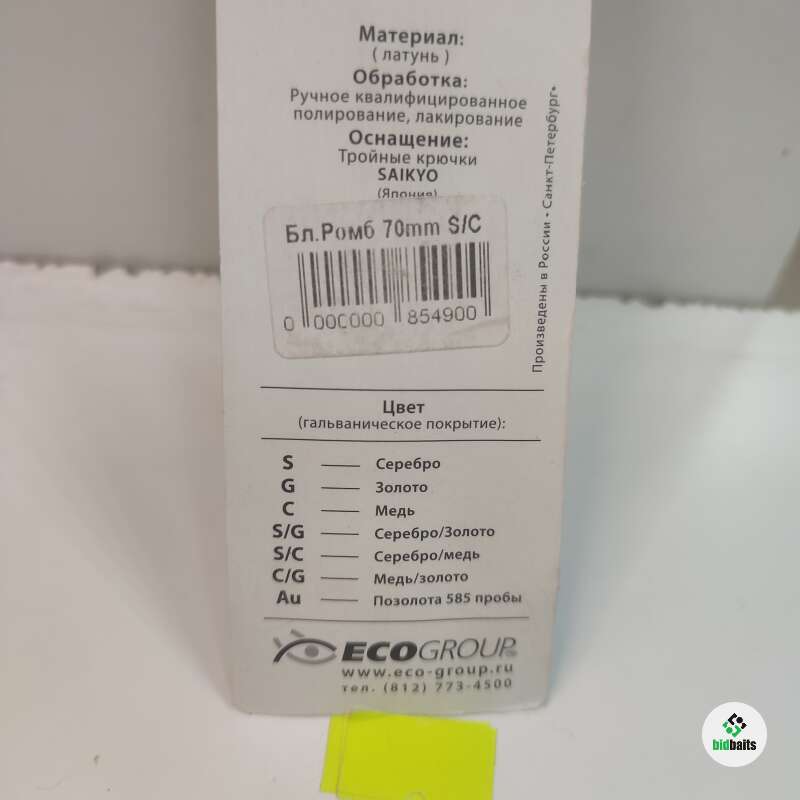 Материал:
( латунь )
Обработка:
Ручное квалифицированное
полирование, лакирование
Оснащение:
Тройные крючки
SAIKYO
(Япония)
Бл.Ромб 70mm S/C
0 000000 854900
Произведены в России • Санкт-Петербург•
Цвет
(гальваническое покрытие):
S — Серебро
G — Золото
C — Медь
S/G — Серебро/Золото
S/C — Серебро/медь
C/G — Медь/золото
Au — Позолота 585 пробы
ECOGROUP
www.eco-group.ru
тел. (812) 773-4500
bidbaits